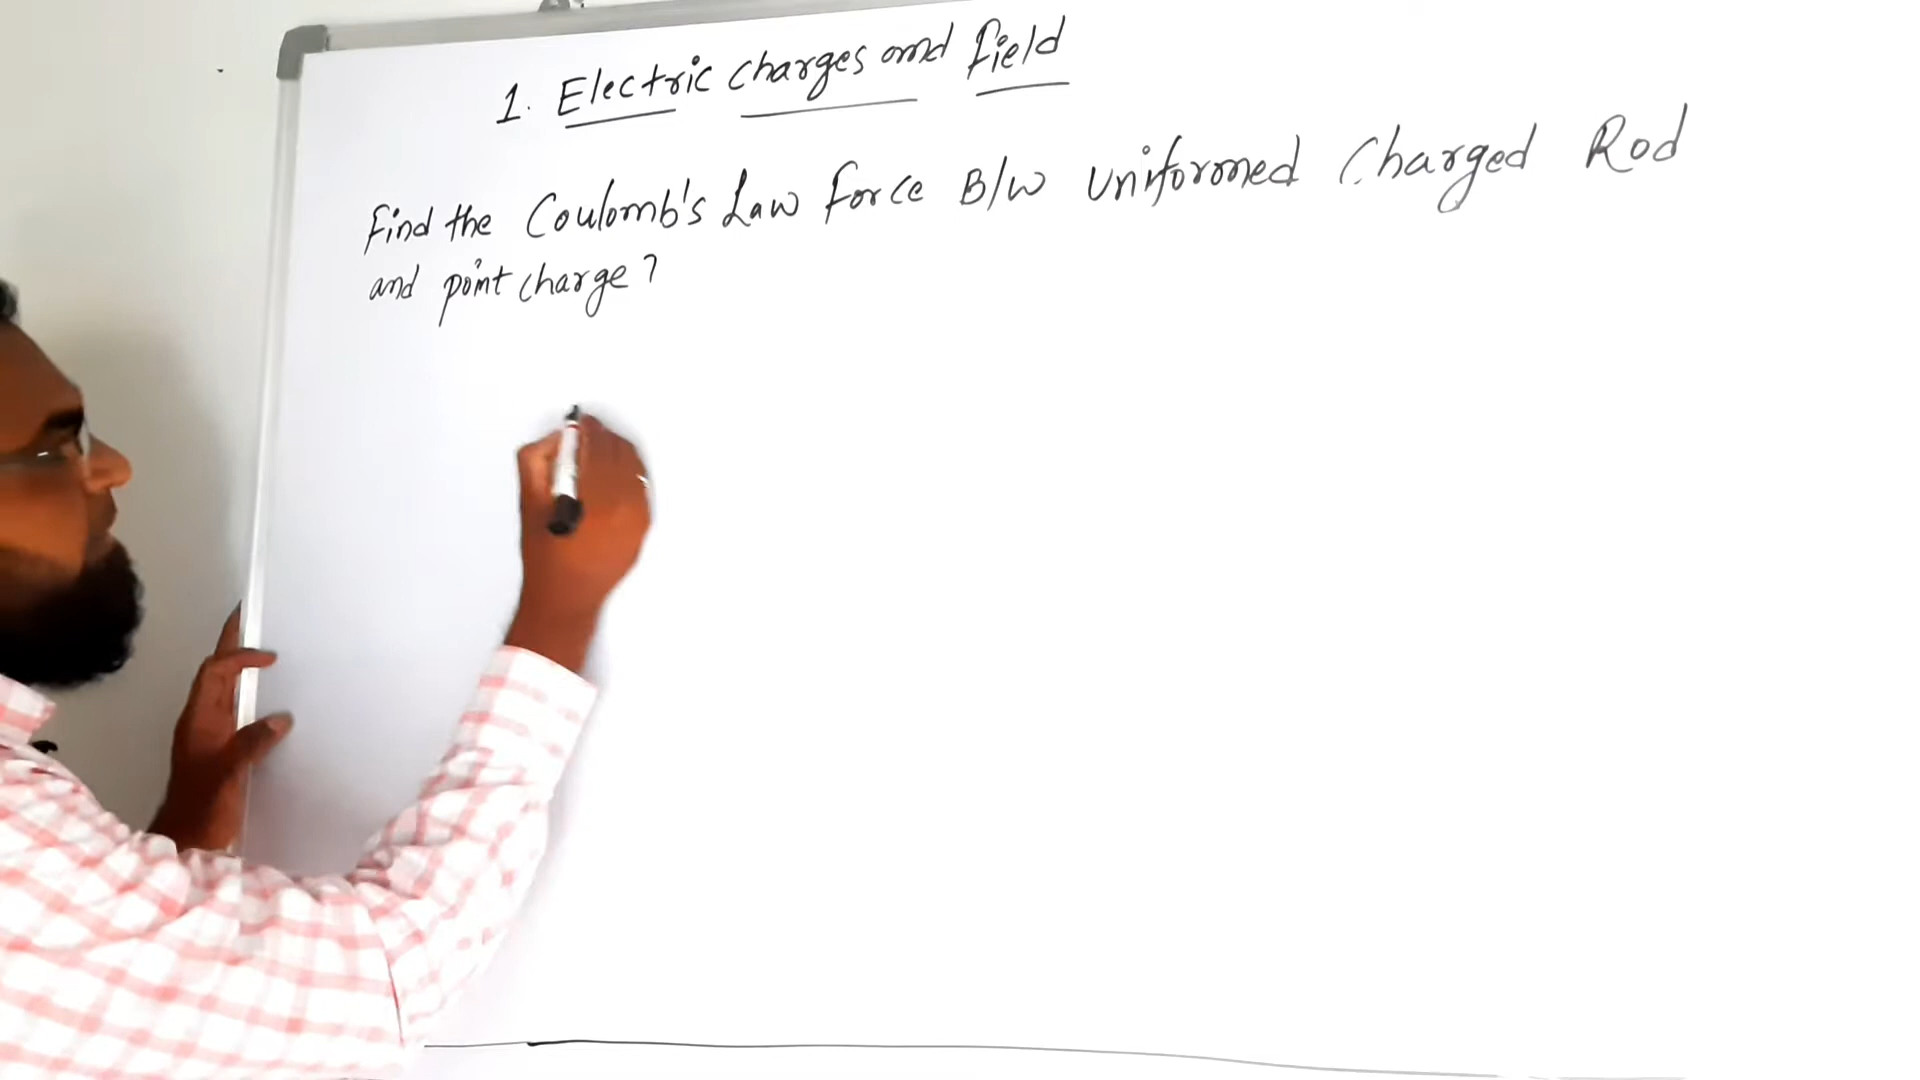 1. Electric charges and field
Find the Coulomb's Law Force B/w Uniformed Charged Rod
and point charge?